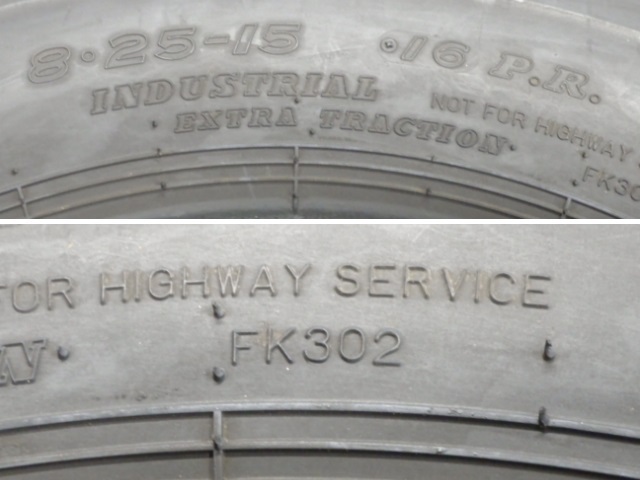 8·25-15 ·16 P.R.
INDUSTRIAL
NOT FOR HIGHWAY
EXTRA TRACTION
FK30
FOR HIGHWAY SERVICE
N
FK302